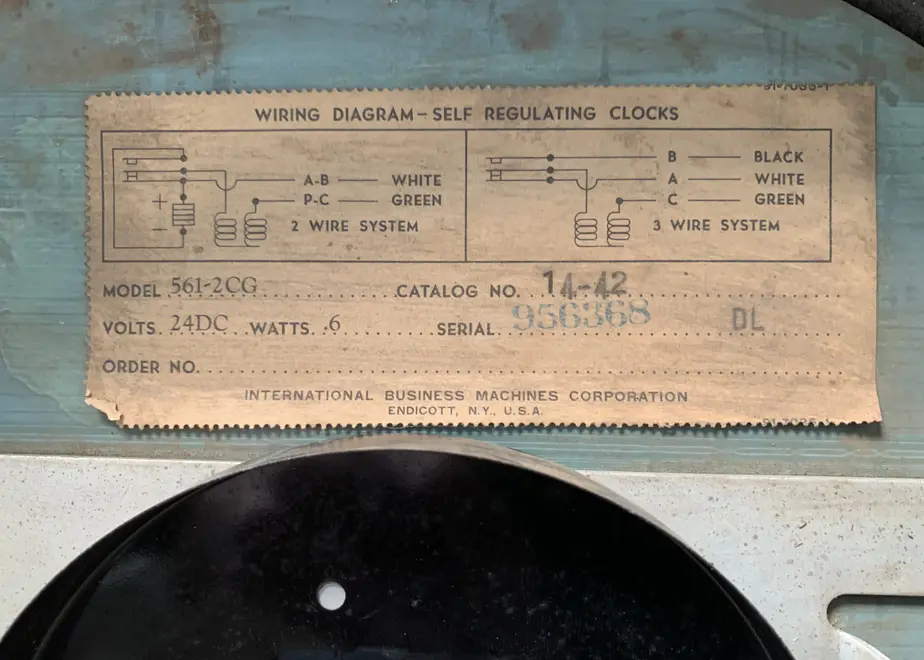 WIRING DIAGRAM – SELF REGULATING CLOCKS
+
−
A-B WHITE
P-C GREEN
2 WIRE SYSTEM
B BLACK
A WHITE
C GREEN
3 WIRE SYSTEM
MODEL 561-2CG CATALOG NO. 14-42
VOLTS 24DC WATTS .6 SERIAL 956368 DL
ORDER NO.
INTERNATIONAL BUSINESS MACHINES CORPORATION
ENDICOTT, N.Y., U.S.A.